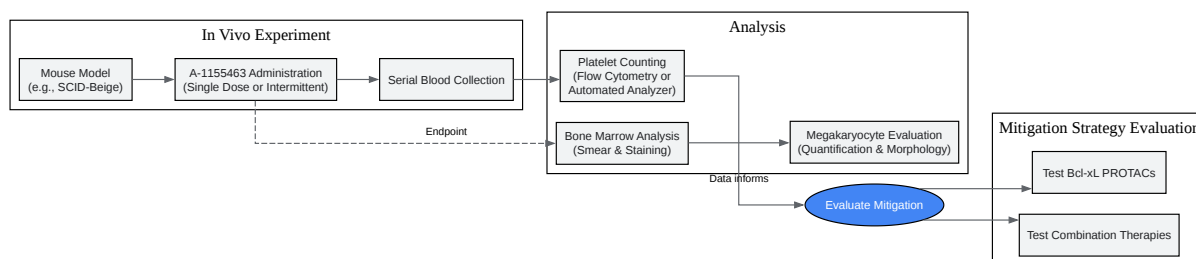 In Vivo Experiment
Mouse Model
(e.g., SCID-Beige)
A-1155463 Administration
(Single Dose or Intermittent)
Serial Blood Collection
Endpoint
Analysis
Platelet Counting
(Flow Cytometry or
Automated Analyzer)
Bone Marrow Analysis
(Smear & Staining)
Megakaryocyte Evaluation
(Quantification & Morphology)
Data informs
Evaluate Mitigation
Mitigation Strategy Evaluation
Test Bcl-xL PROTACs
Test Combination Therapies